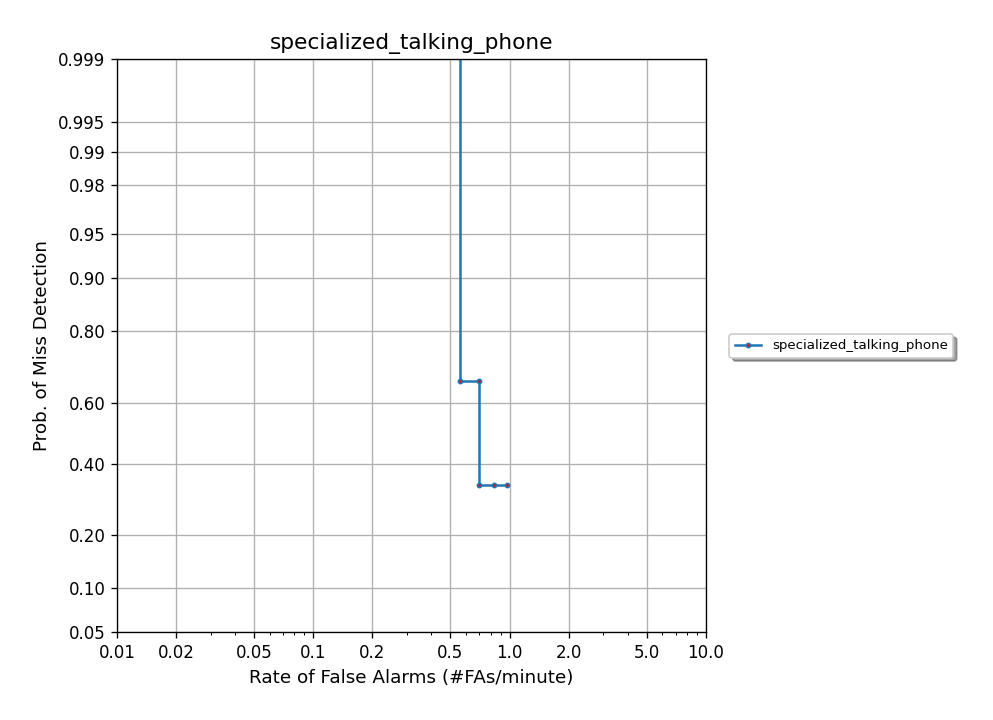 specialized_talking_phone
0.999
0.995
0.99
0.98
0.95
0.90
0.80
0.60
0.40
0.20
0.10
0.05
Prob. of Miss Detection
0.01 0.02 0.05 0.1 0.2 0.5 1.0 2.0 5.0 10.0
Rate of False Alarms (#FAs/minute)
specialized_talking_phone